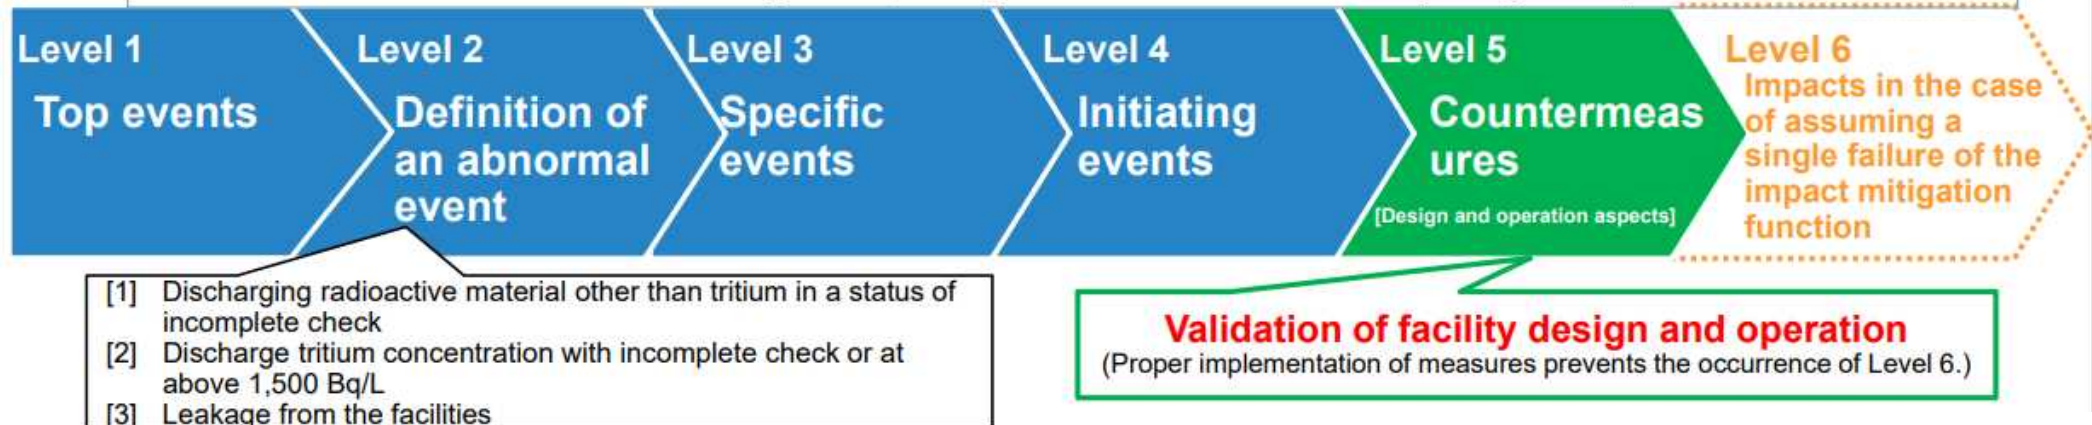 Level 1
Top events
Level 2
Definition of
an abnormal
event
Level 3
Specific
events
Level 4
Initiating
events
Level 5
Countermeas
ures
[Design and operation aspects]
Level 6
Impacts in the case
of assuming a
single failure of the
impact mitigation
function
[1] Discharging radioactive material other than tritium in a status of
incomplete check
[2] Discharge tritium concentration with incomplete check or at
above 1,500 Bq/L
[3] Leakage from the facilities
Validation of facility design and operation
(Proper implementation of measures prevents the occurrence of Level 6.)